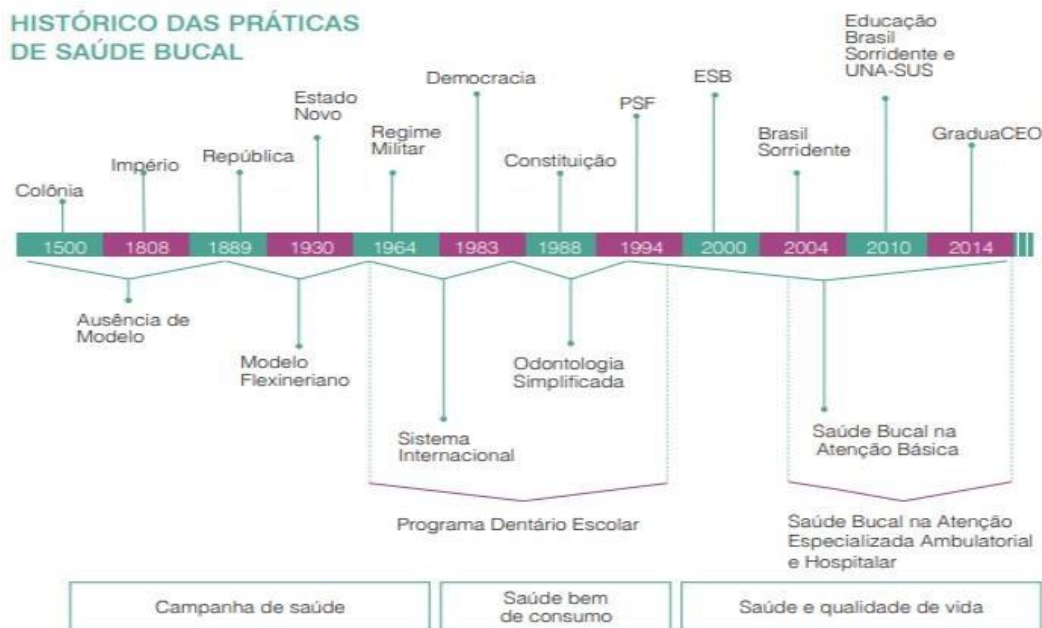 HISTÓRICO DAS PRÁTICAS
DE SAÚDE BUCAL
Colônia
Império
República
Estado
Novo
Regime
Militar
Democracia
Constituição
PSF
ESB
Brasil
Sorridente
Educação
Brasil
Sorridente e
UNA-SUS
GraduaCEO
1500 1808 1889 1930 1964 1983 1988 1994 2000 2004 2010 2014
Ausência de
Modelo
Modelo
Flexineriano
Sistema
Internacional
Odontologia
Simplificada
Saúde Bucal na
Atenção Básica
Programa Dentário Escolar
Saúde Bucal na Atenção
Especializada Ambulatorial
e Hospitalar
Campanha de saúde
Saúde bem
de consumo
Saúde e qualidade de vida